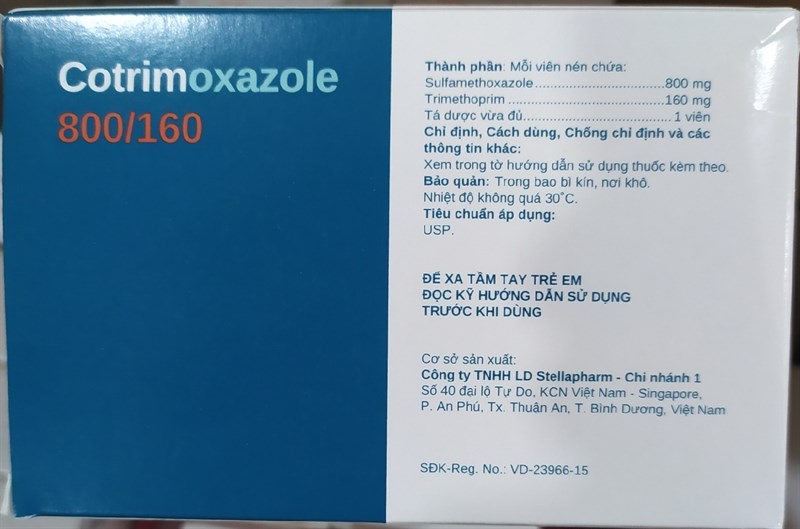 Cotrimoxazole
800/160
Thành phần: Mỗi viên nén chứa:
Sulfamethoxazole................................800 mg
Trimethoprim.......................................160 mg
Tá dược vừa đủ.....................................1 viên
Chỉ định, Cách dùng, Chống chỉ định và các
thông tin khác:
Xem trong tờ hướng dẫn sử dụng thuốc kèm theo.
Bảo quản: Trong bao bì kín, nơi khô.
Nhiệt độ không quá 30°C.
Tiêu chuẩn áp dụng:
USP.
ĐỂ XA TẦM TAY TRẺ EM
ĐỌC KỸ HƯỚNG DẪN SỬ DỤNG
TRƯỚC KHI DÙNG
Cơ sở sản xuất:
Công ty TNHH LD Stellapharm - Chi nhánh 1
Số 40 đại lộ Tự Do, KCN Việt Nam - Singapore,
P. An Phú, Tx. Thuận An, T. Bình Dương, Việt Nam
SĐK-Reg. No.: VD-23966-15